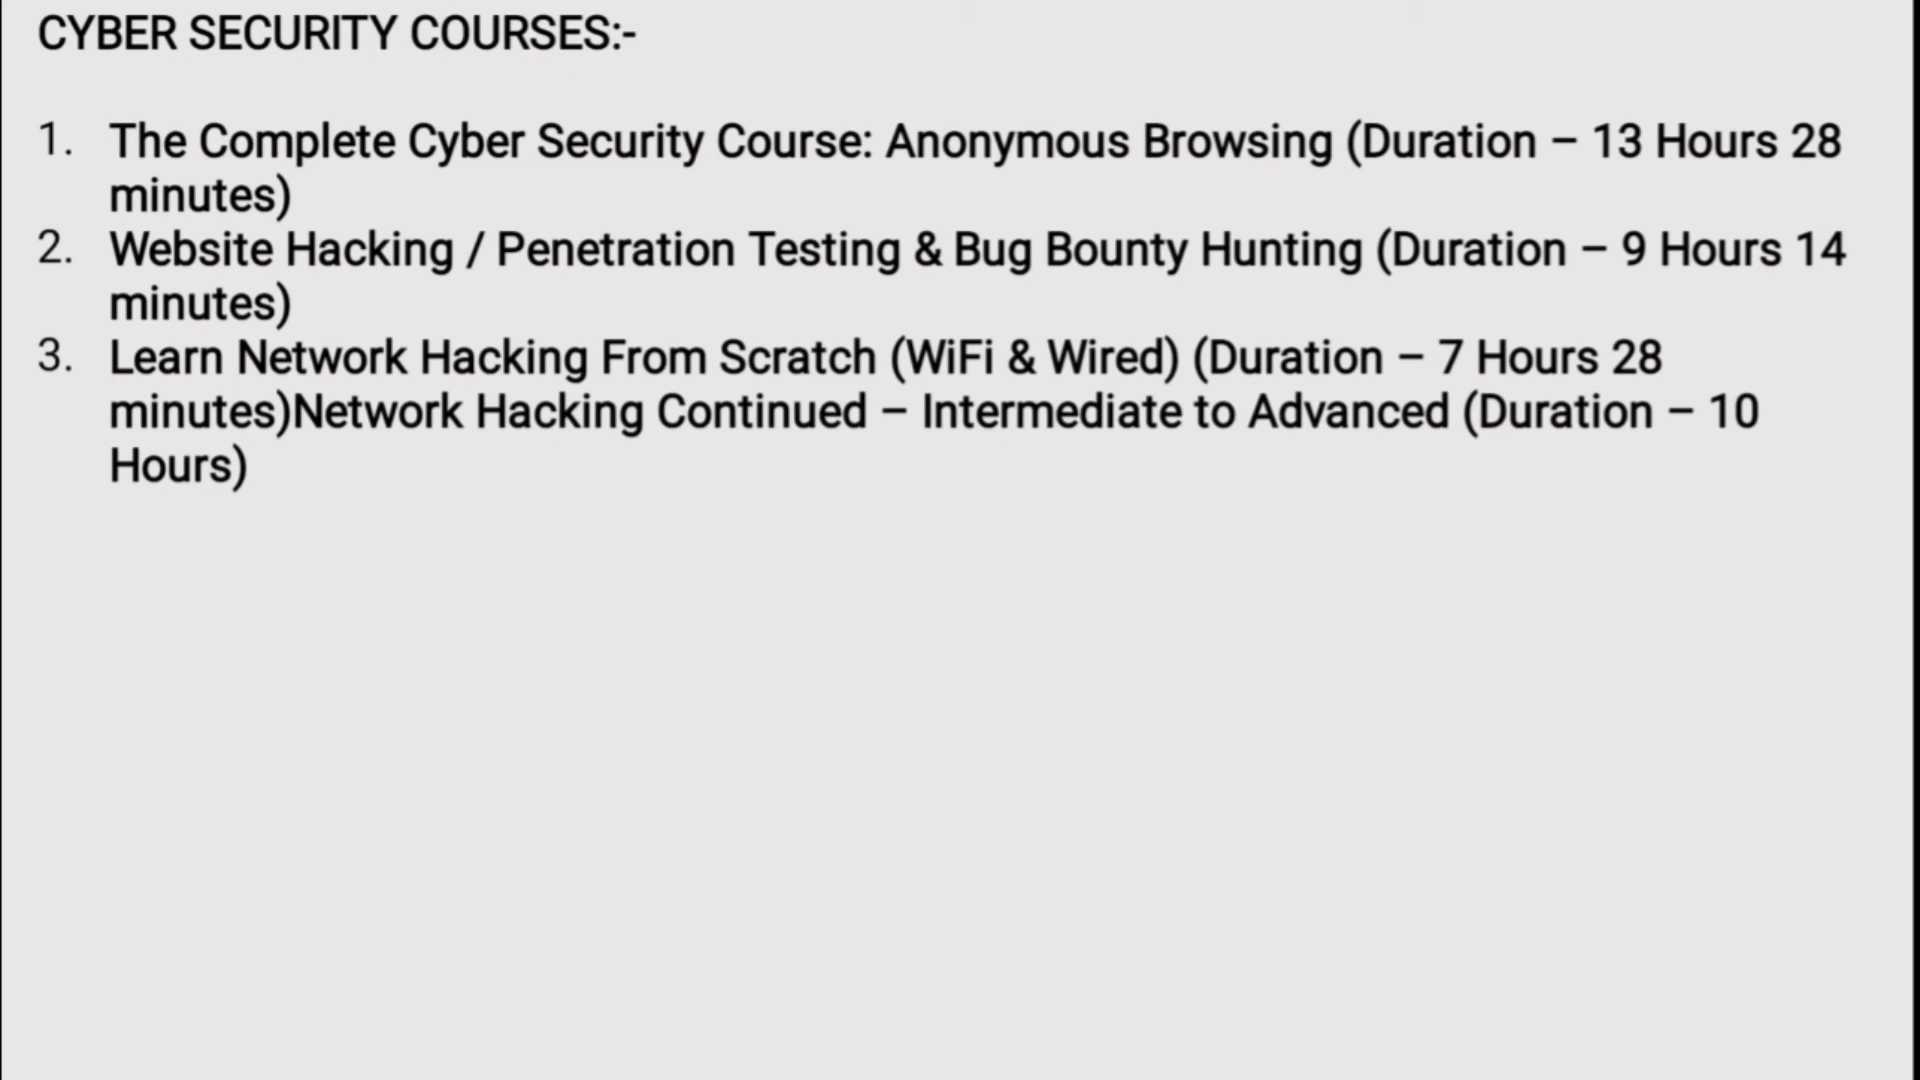 CYBER SECURITY COURSES:-
1. The Complete Cyber Security Course: Anonymous Browsing (Duration – 13 Hours 28
minutes)
2. Website Hacking / Penetration Testing & Bug Bounty Hunting (Duration – 9 Hours 14
minutes)
3. Learn Network Hacking From Scratch (WiFi & Wired) (Duration – 7 Hours 28
minutes)Network Hacking Continued – Intermediate to Advanced (Duration – 10
Hours)